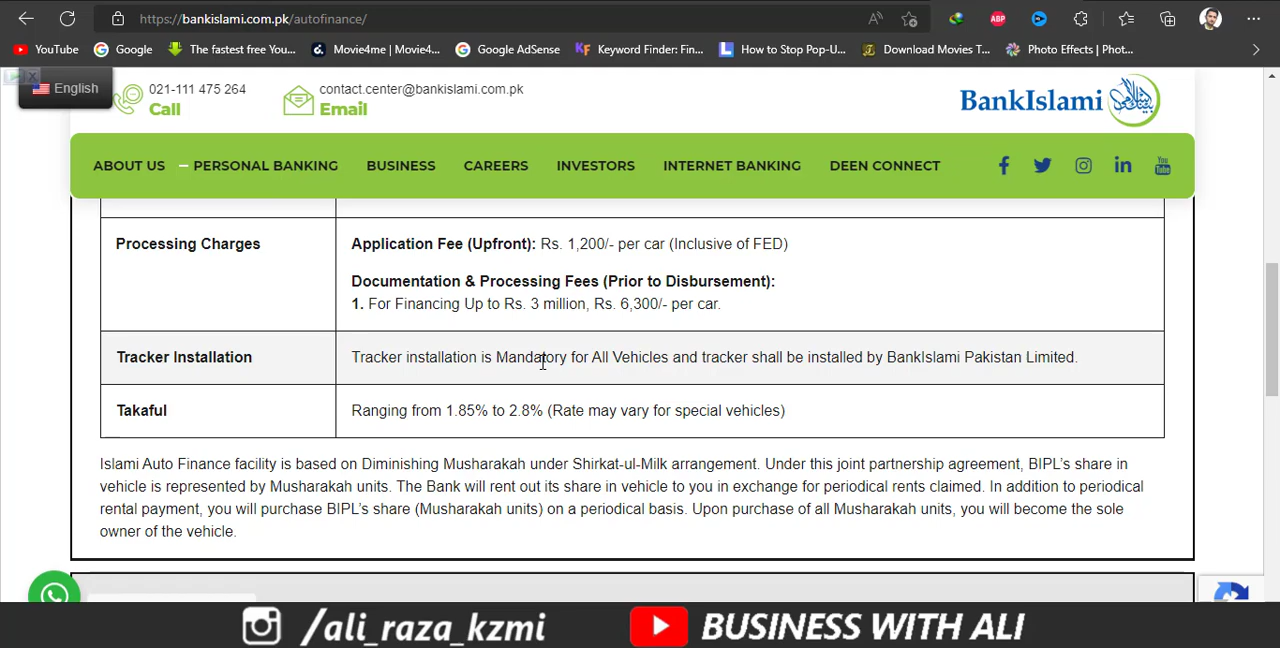 https://bankislami.com.pk/autofinance/
ABP
YouTube
Google
The fastest free You...
Movie4me | Movie4...
Google AdSense
Keyword Finder: Fin...
How to Stop Pop-U...
Download Movies T...
Photo Effects | Phot...
English
021-111 475 264
Call
contact.center@bankislami.com.pk
Email
BankIslami
ABOUT US
PERSONAL BANKING
BUSINESS
CAREERS
INVESTORS
INTERNET BANKING
DEEN CONNECT
Processing Charges
Application Fee (Upfront): Rs. 1,200/- per car (Inclusive of FED)
Documentation & Processing Fees (Prior to Disbursement):
1. For Financing Up to Rs. 3 million, Rs. 6,300/- per car.
Tracker Installation
Tracker installation is Mandatory for All Vehicles and tracker shall be installed by BankIslami Pakistan Limited.
Takaful
Ranging from 1.85% to 2.8% (Rate may vary for special vehicles)
Islami Auto Finance facility is based on Diminishing Musharakah under Shirkat-ul-Milk arrangement. Under this joint partnership agreement, BIPL's share in
vehicle is represented by Musharakah units. The Bank will rent out its share in vehicle to you in exchange for periodical rents claimed. In addition to periodical
rental payment, you will purchase BIPL's share (Musharakah units) on a periodical basis. Upon purchase of all Musharakah units, you will become the sole
owner of the vehicle.
/ali_raza_kzmi
BUSINESS WITH ALI